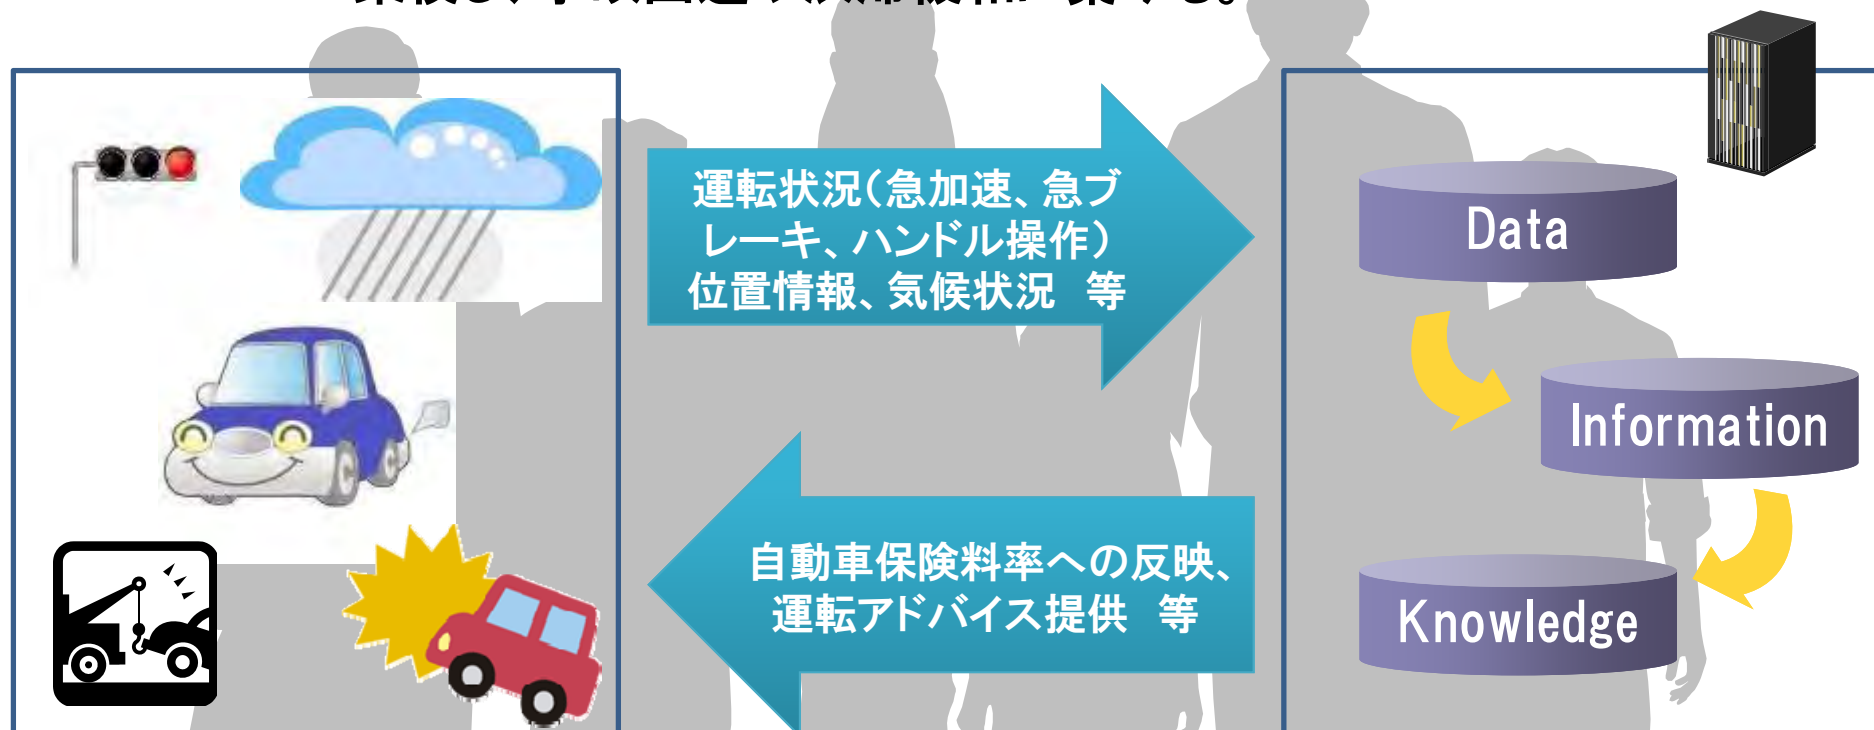 運転状況(急加速、急ブ
レーキ、ハンドル操作)
位置情報、気候状況　等
Data
Information
自動車保険料率への反映、
運転アドバイス提供　等
Knowledge